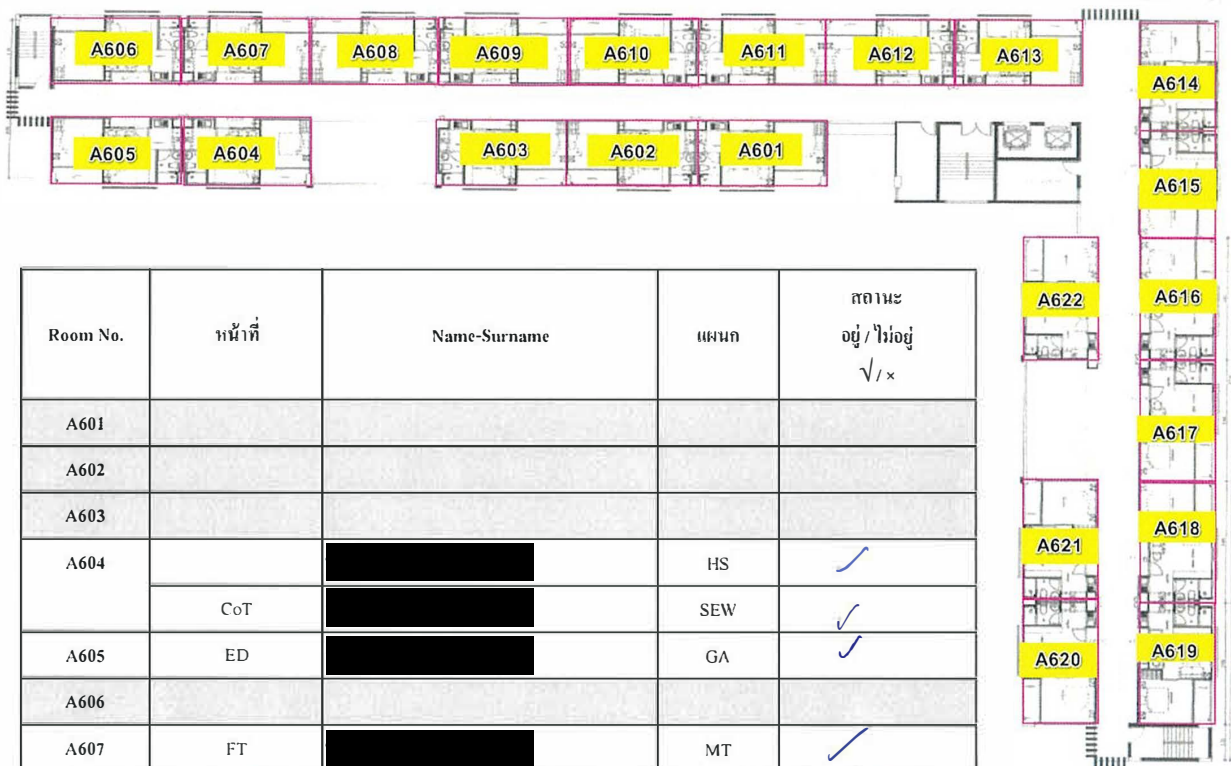 A606 A607 A608 A609 A610 A611 A612 A613
A614
A605 A604 A603 A602 A601
A615
A622 A616
A617
A621 A618
A620 A619
Room No. หน้าที่ Name-Surname แผนก สถานะ
อยู่ / ไม่อยู่
√ / ×
A601
A602
A603
A604 HS ✓
CoT SEW ✓
A605 ED GA ✓
A606
A607 FT MT ✓